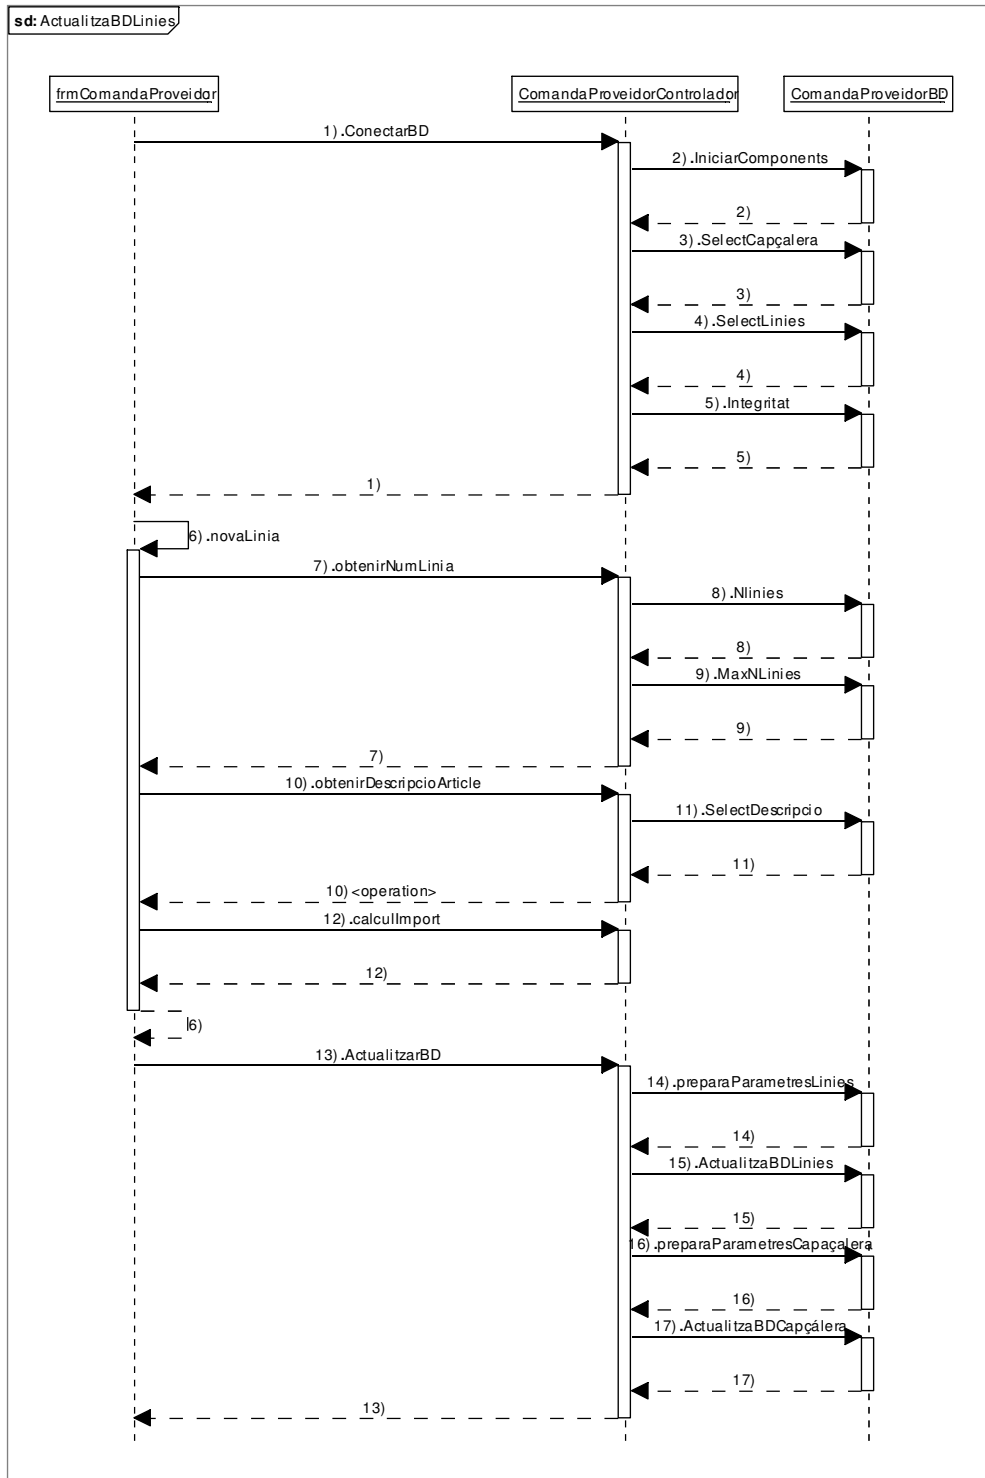 sd: ActualitzaBDLinies
frmComandaProveidor
ComandaProveidorControlador
ComandaProveidorBD
1).ConectarBD
2).IniciarComponents
2)
3).SelectCapçalera
3)
4).SelectLinies
4)
5).Integritat
5)
1)
6).novaLinia
7).obtenirNumLinia
8).Nlinies
8)
9).MaxNLinies
9)
7)
10).obtenirDescripcioArticle
11).SelectDescripcio
11)
10)<operation>
12).calculImport
12)
6)
13).ActualitzarBD
14).preparaParametresLinies
14)
15).ActualitzaBDLinies
15)
16).preparaParametresCapaçalera
16)
17).ActualitzaBDCapçálera
17)
13)